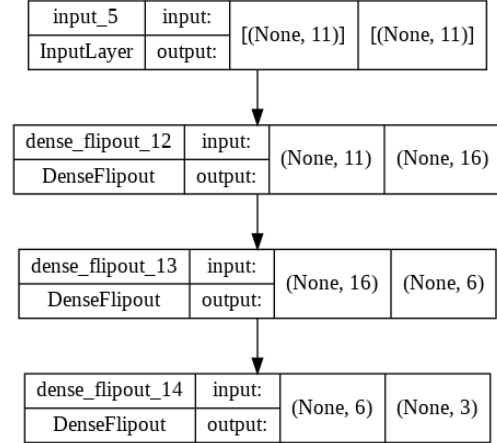 input_5 input: [(None, 11)] [(None, 11)]
InputLayer output:
dense_flipout_12 input: (None, 11) (None, 16)
DenseFlipout output:
dense_flipout_13 input: (None, 16) (None, 6)
DenseFlipout output:
dense_flipout_14 input: (None, 6) (None, 3)
DenseFlipout output: